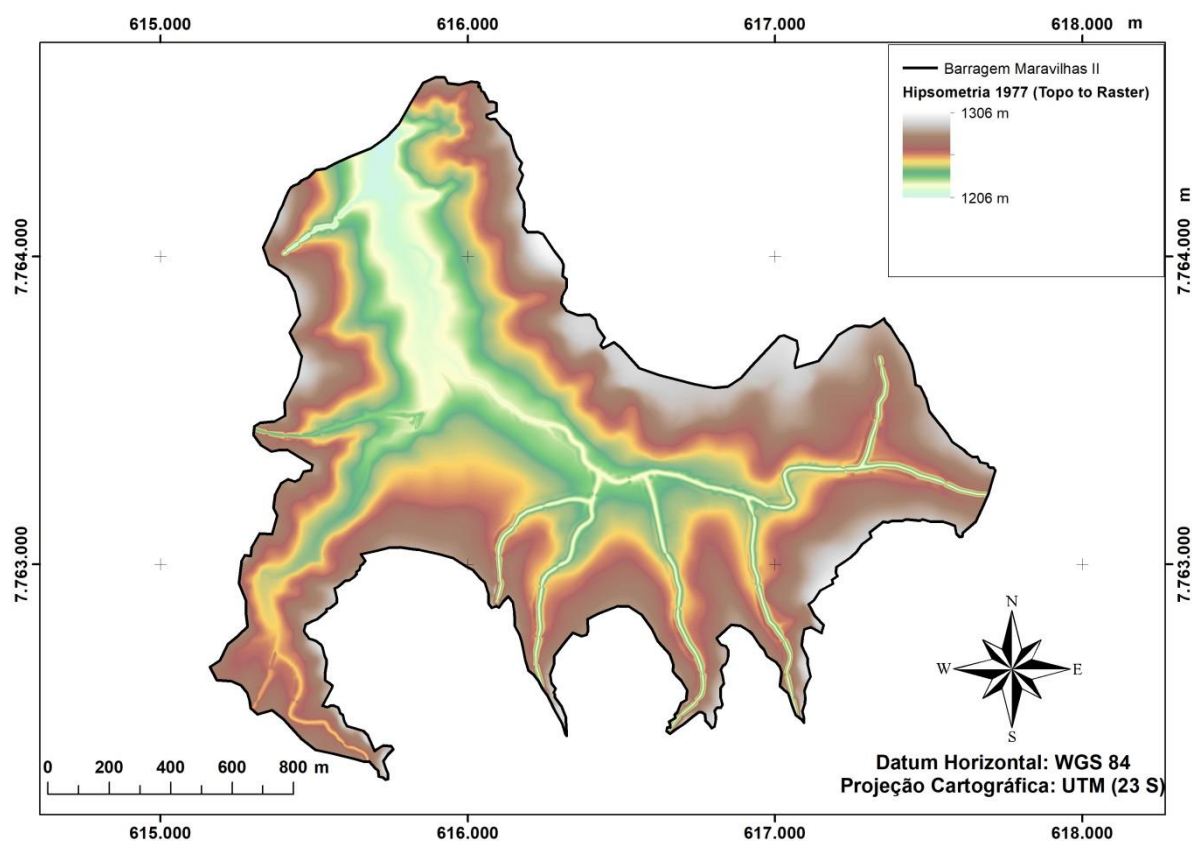 615.000 616.000 617.000 618.000 m
Barragem Maravilhas II
Hipsometria 1977 (Topo to Raster)
1306 m
1206 m
m
7.764.000 7.764.000
7.763.000 7.763.000
N
W E
S
0 200 400 600 800 m
Datum Horizontal: WGS 84
Projeção Cartográfica: UTM (23 S)
615.000 616.000 617.000 618.000